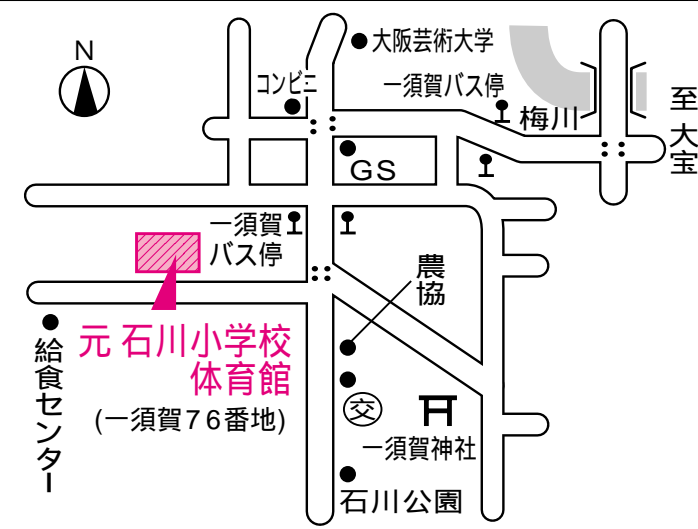 N
大阪芸術大学
コンビニ
一須賀バス停
梅川
至 大宝
GS
一須賀
バス停
農協
元 石川小学校
体育館
(一須賀76番地)
給食センター
交
一須賀神社
石川公園